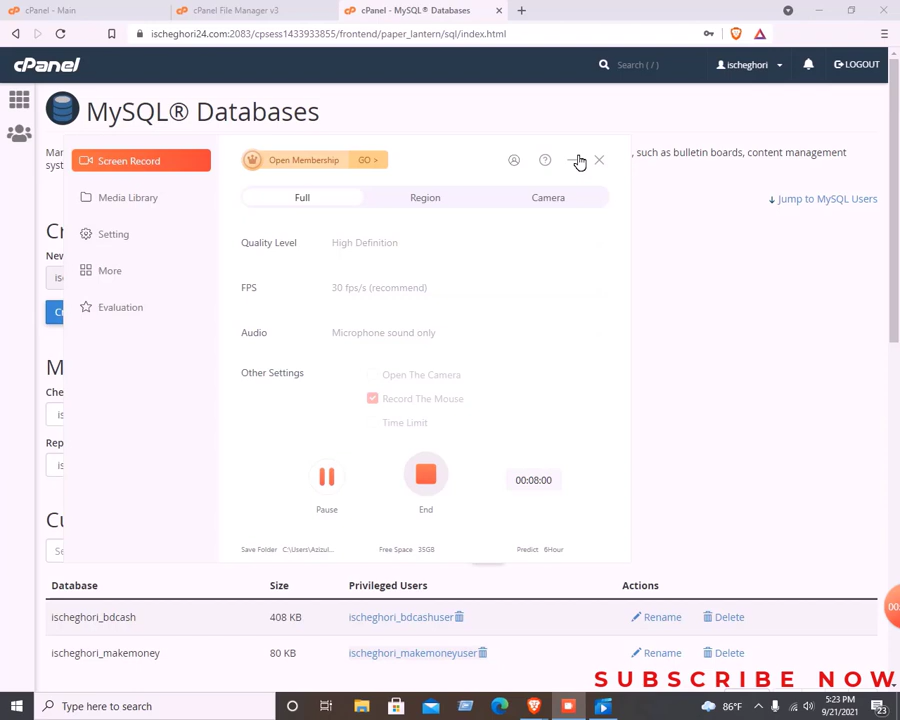 cPanel - Main
cPanel File Manager v3
cPanel - MySQL® Databases
ischeghori24.com:2083/cpsess1433933855/frontend/paper_lantern/sql/index.html
cPanel
Search ( / )
ischeghori
LOGOUT
MySQL® Databases
, such as bulletin boards, content management
Jump to MySQL Users
Screen Record
Media Library
Setting
More
Evaluation
Open Membership
GO >
Full
Region
Camera
Quality Level
High Definition
FPS
30 fps/s (recommend)
Audio
Microphone sound only
Other Settings
Open The Camera
Record The Mouse
Time Limit
00:08:00
Pause
End
Save Folder
C:\Users\Azizul...
Free Space
35GB
Predict
6Hour
Database
Size
Privileged Users
Actions
ischeghori_bdcash
408 KB
ischeghori_bdcashuser
Rename
Delete
ischeghori_makemoney
80 KB
ischeghori_makemoneyuser
Rename
Delete
SUBSCRIBE NOW
Type here to search
86°F
5:23 PM
9/21/2021
23